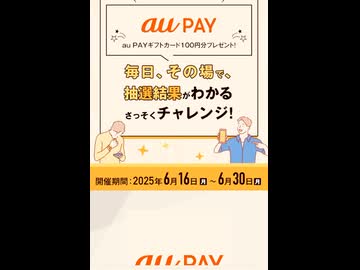 au PAY
au PAYギフトカード100円分プレゼント!
毎日、その場で、
抽選結果がわかる
さっそくチャレンジ!
開催期間:2025年6月16日月~6月30日月
au PAY